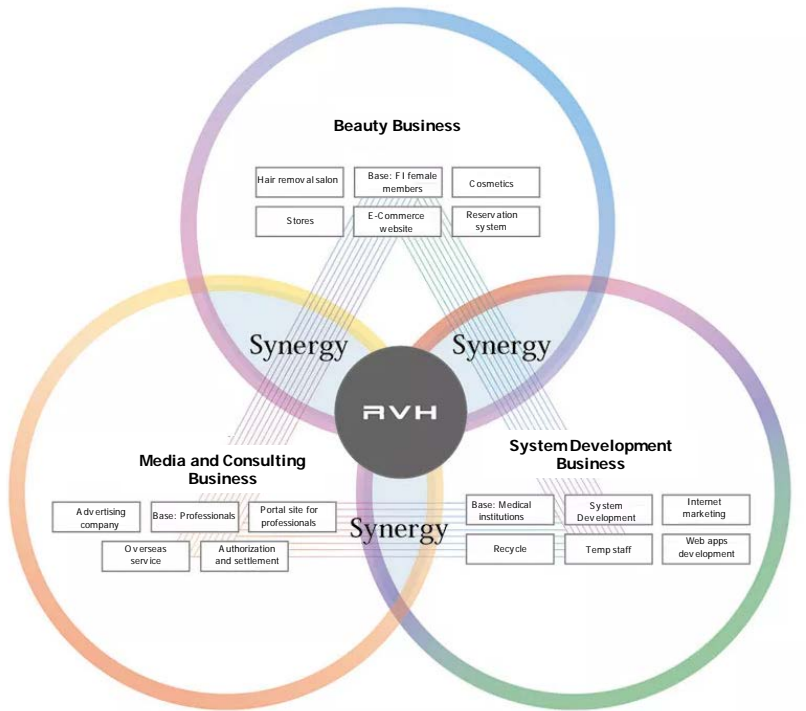 Beauty Business
Hair removal salon
Base: F1 female
members
Cosmetics
Stores
E-Commerce
website
Reservation
system
Synergy
Synergy
RVH
Media and Consulting
Business
System Development
Business
Advertising
company
Base: Professionals
Portal site for
professionals
Overseas
service
Authorization
and settlement
Synergy
Base: Medical
institutions
System
Development
Internet
marketing
Recycle
Temp staff
Web apps
development